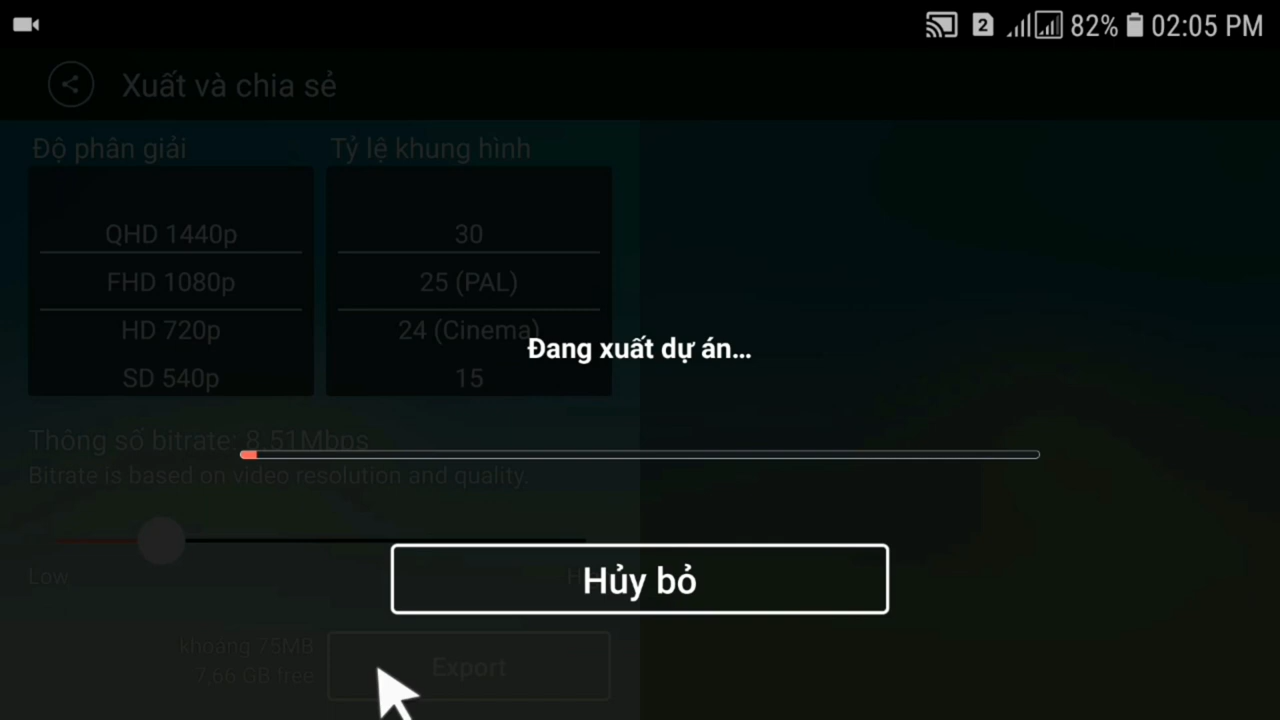 2 82% 02:05 PM
Xuất và chia sẻ
Độ phân giải
Tỷ lệ khung hình
QHD 1440p
30
FHD 1080p
25 (PAL)
HD 720p
24 (Cinema)
SD 540p
15
Đang xuất dự án...
Thông số bitrate: 8,51Mbps
Bitrate is based on video resolution and quality.
Low
Hủy bỏ
khoảng 75MB
7,66 GB free
Export